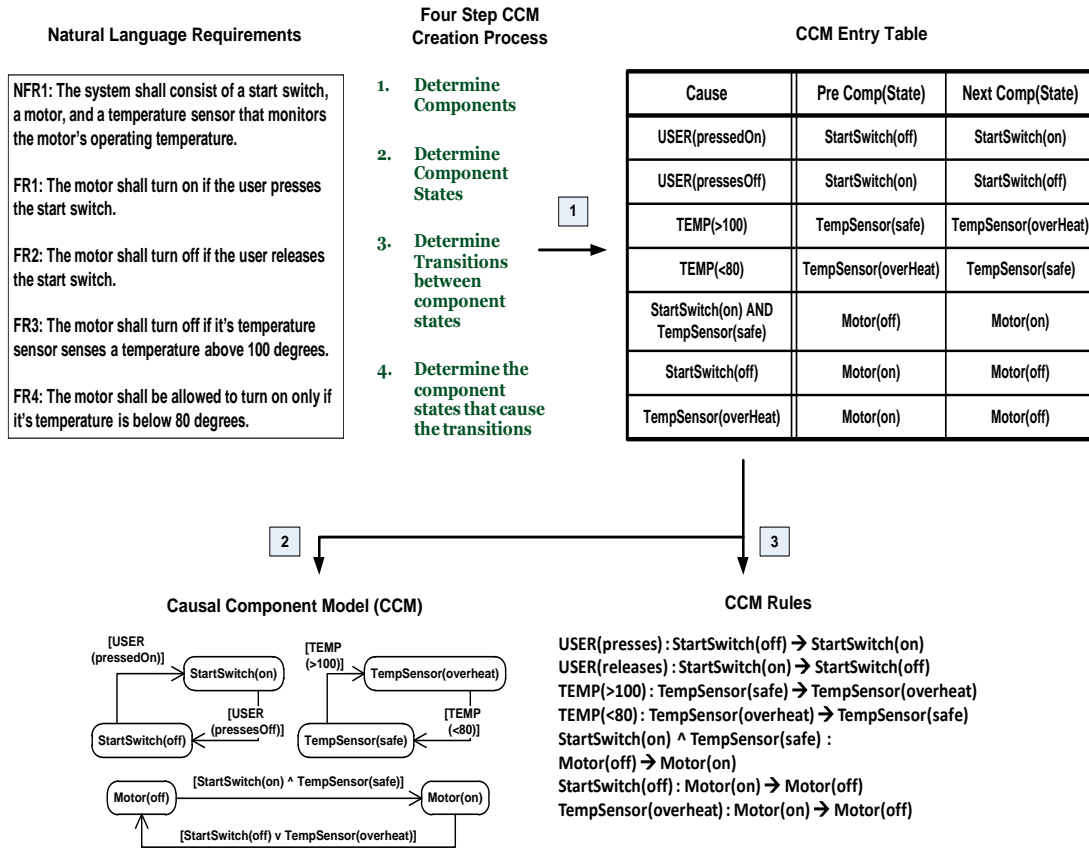 Natural Language Requirements
NFR1: The system shall consist of a start switch,
a motor, and a temperature sensor that monitors
the motor's operating temperature.
FR1: The motor shall turn on if the user presses
the start switch.
FR2: The motor shall turn off if the user releases
the start switch.
FR3: The motor shall turn off if it's temperature
sensor senses a temperature above 100 degrees.
FR4: The motor shall be allowed to turn on only if
it's temperature is below 80 degrees.
Four Step CCM
Creation Process
1. Determine
Components
2. Determine
Component
States
3. Determine
Transitions
between
component
states
4. Determine the
component
states that cause
the transitions
1
CCM Entry Table
Cause Pre Comp(State) Next Comp(State)
USER(pressedOn) StartSwitch(off) StartSwitch(on)
USER(pressesOff) StartSwitch(on) StartSwitch(off)
TEMP(>100) TempSensor(safe) TempSensor(overHeat)
TEMP(<80) TempSensor(overHeat) TempSensor(safe)
StartSwitch(on) AND
TempSensor(safe) Motor(off) Motor(on)
StartSwitch(off) Motor(on) Motor(off)
TempSensor(overHeat) Motor(on) Motor(off)
2
3
Causal Component Model (CCM)
[USER
(pressedOn)]
StartSwitch(on)
[USER
(pressesOff)]
StartSwitch(off)
[TEMP
(>100)]
TempSensor(overheat)
[TEMP
(<80)]
TempSensor(safe)
[StartSwitch(on) ^ TempSensor(safe)]
Motor(off)
Motor(on)
[StartSwitch(off) v TempSensor(overheat)]
CCM Rules
USER(presses) : StartSwitch(off) → StartSwitch(on)
USER(releases) : StartSwitch(on) → StartSwitch(off)
TEMP(>100) : TempSensor(safe) → TempSensor(overheat)
TEMP(<80) : TempSensor(overheat) → TempSensor(safe)
StartSwitch(on) ^ TempSensor(safe) :
Motor(off) → Motor(on)
StartSwitch(off) : Motor(on) → Motor(off)
TempSensor(overheat) : Motor(on) → Motor(off)